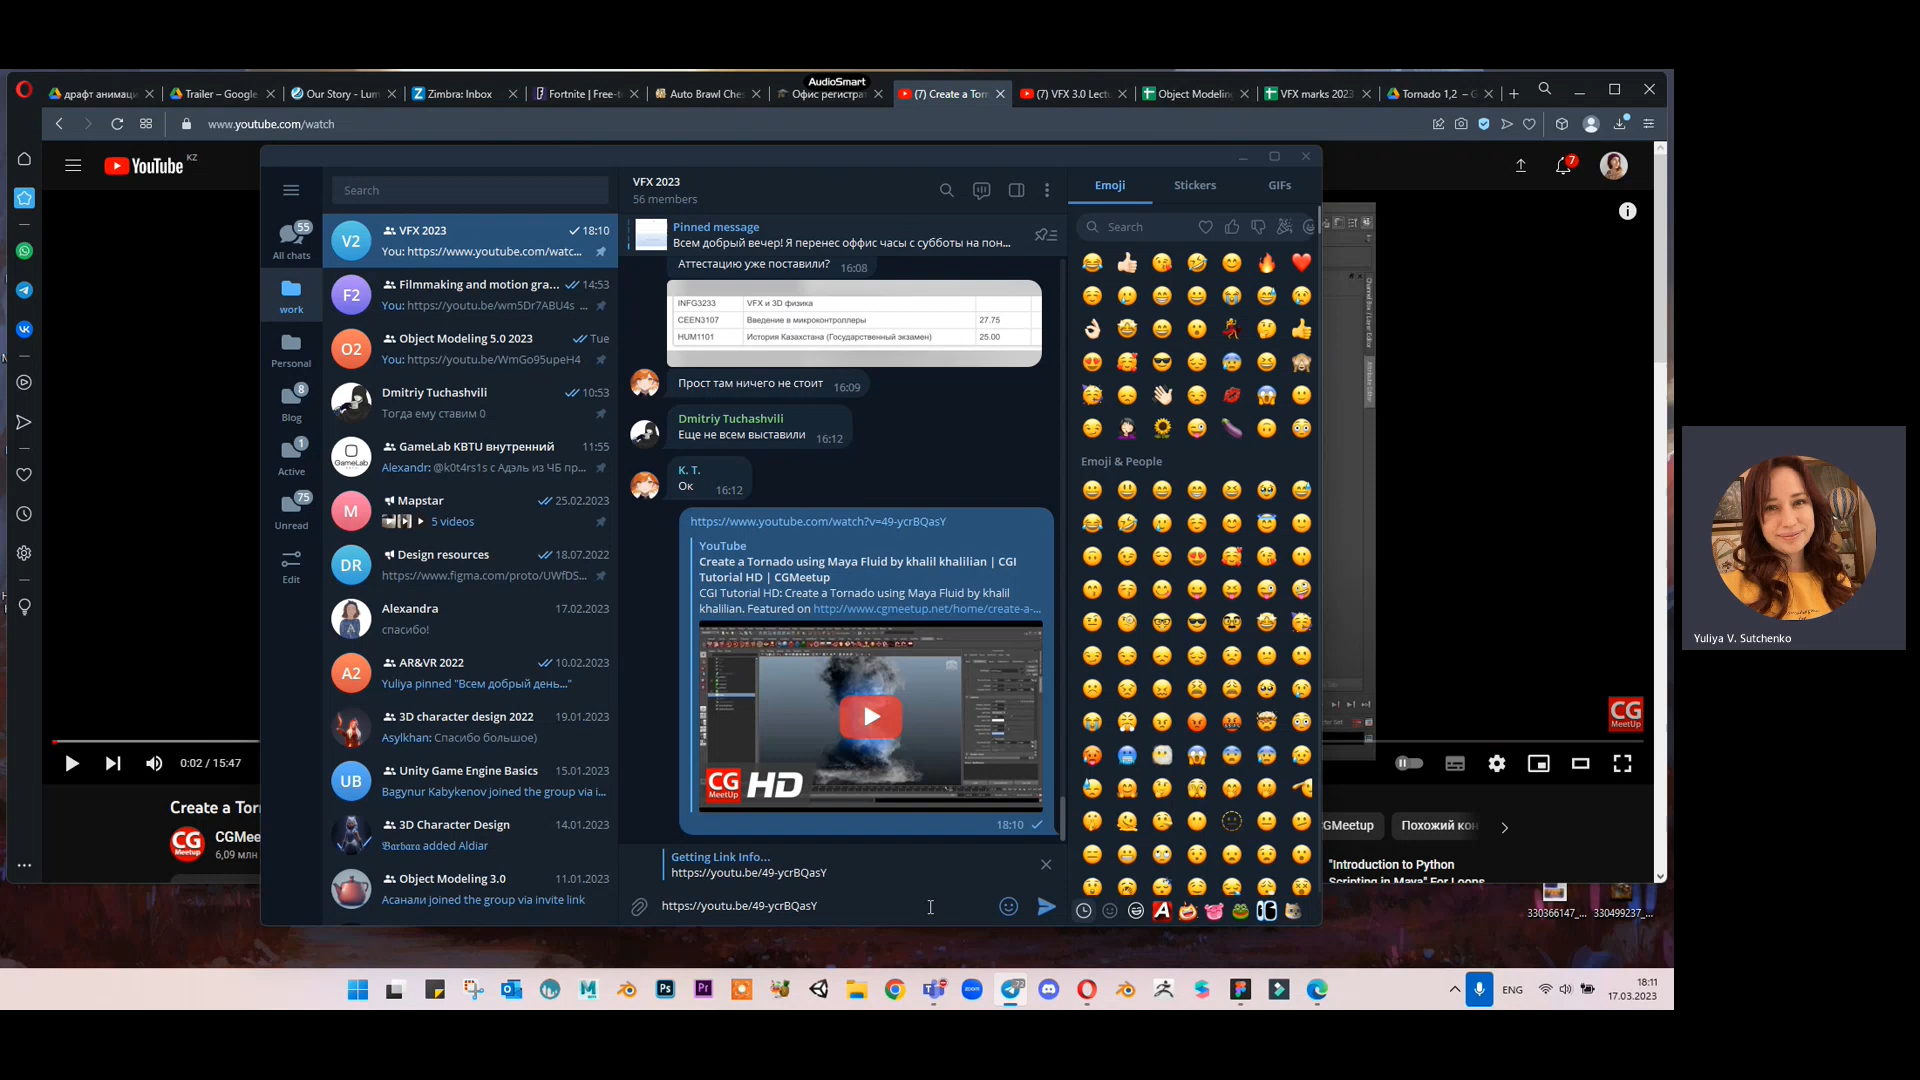 AudioSmart
драфт анимац
Trailer – Google
Our Story - Lum
Zimbra: Inbox
Fortnite | Free-t
Auto Brawl Che
Офис регистрат
(7) Create a Torn
(7) VFX 3.0 Lect
Object Modelin
VFX marks 2023
Tornado 1,2 – G
www.youtube.com/watch
YouTube KZ
7
Search
55
All chats
work
Personal
8
Blog
1
Active
75
Unread
Edit
V2
VFX 2023
18:10
You: https://www.youtube.com/watc...
F2
Filmmaking and motion gra...
14:53
You: https://youtu.be/wm5Dr7ABU4s ...
O2
Object Modeling 5.0 2023
Tue
You: https://youtu.be/WmGo95upeH4
Dmitriy Tuchashvili
10:53
Тогда ему ставим 0
GameLab
GameLab KBTU внутренний
11:55
Alexandr: @k0t4rs1s с Адэль из ЧБ пр...
M
Mapstar
25.02.2023
5 videos
DR
Design resources
18.07.2022
https://www.figma.com/proto/UWfDS...
Alexandra
17.02.2023
спасибо!
A2
AR&VR 2022
10.02.2023
Yuliya pinned "Всем добрый день..."
3D character design 2022
19.01.2023
Asylkhan: Спасибо большое)
UB
Unity Game Engine Basics
15.01.2023
Bagynur Kabykenov joined the group via i...
3D Character Design
14.01.2023
𝔅arbara added Aldiar
Object Modeling 3.0
11.01.2023
Асанали joined the group via invite link
VFX 2023
56 members
Pinned message
Всем добрый вечер! Я перенес оффис часы с субботы на пон...
Аттестацию уже поставили?
16:08
INFG3233 VFX и 3D физика
CEEN3107 Введение в микроконтроллеры 27.75
HUM1101 История Казахстана (Государственный экзамен) 25.00
Прост там ничего не стоит
16:09
Dmitriy Tuchashvili
Еще не всем выставили
16:12
K. T.
Ок
16:12
https://www.youtube.com/watch?v=49-ycrBQasY
YouTube
Create a Tornado using Maya Fluid by khalil khalilian | CGI
Tutorial HD | CGMeetup
CGI Tutorial HD: Create a Tornado using Maya Fluid by khalil
khalilian. Featured on http://www.cgmeetup.net/home/create-a-...
CG
MeetUp
HD
18:10
Getting Link Info...
https://youtu.be/49-ycrBQasY
https://youtu.be/49-ycrBQasY
Emoji
Stickers
GIFs
Search
Emoji & People
0:02 / 15:47
Create a Tor
CG
CGMee
6,09 млн
CG
MeetUp
CGMeetup
Похожий кон
"Introduction to Python
Scripting in Maya" For Loops
330366147_...
330499237_...
Yuliya V. Sutchenko
Ps
Pr
zoom
72
ENG
18:11
17.03.2023